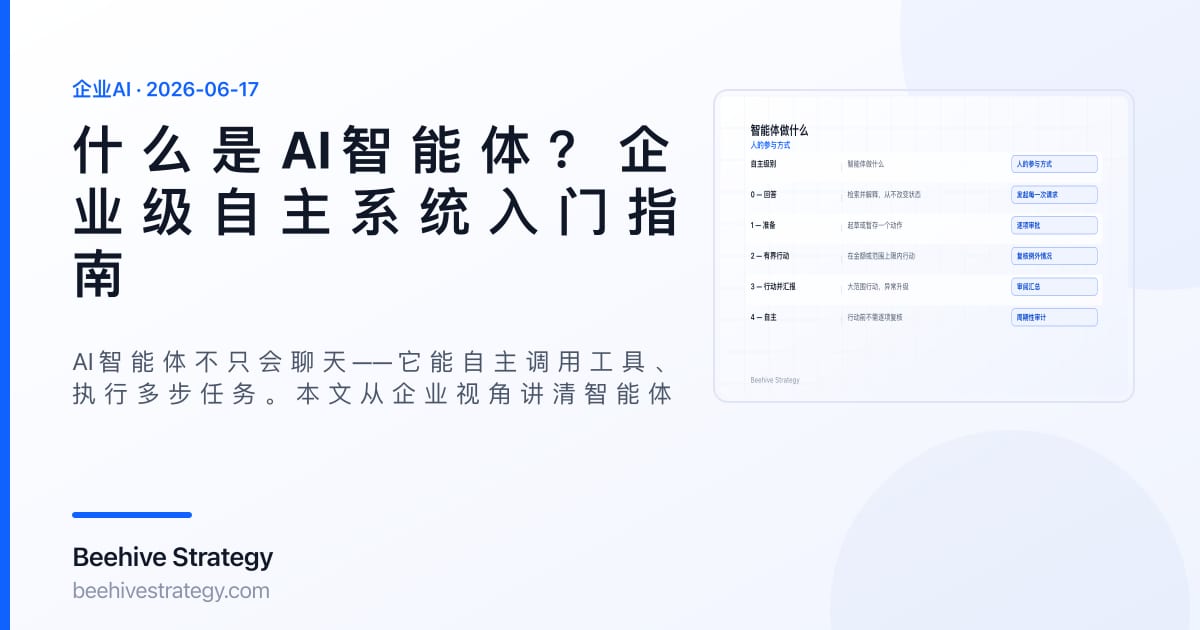 企业AI · 2026-06-17
什么是AI智能体？企
业级自主系统入门指
南
AI智能体不只会聊天——它能自主调用工具、
执行多步任务。本文从企业视角讲清智能体
Beehive Strategy
beehivestrategy.com
智能体做什么
人的参与方式
自主级别 智能体做什么 人的参与方式
0 — 回答 检索并解释，从不改变状态 发起每一次请求
1 — 准备 起草或暂存一个动作 逐项审批
2 — 有界行动 在金额或范围上限内行动 复核例外情况
3 — 行动并汇报 大范围行动，异常升级 审阅汇总
4 — 自主 行动前不需逐项复核 周期性审计
Beehive Strategy